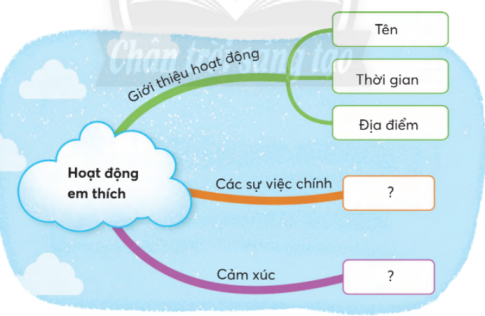 Chân trời sáng tạo
Giới thiệu hoạt động
Tên
Thời gian
Địa điểm
Hoạt động
em thích
Các sự việc chính
?
Cảm xúc
?